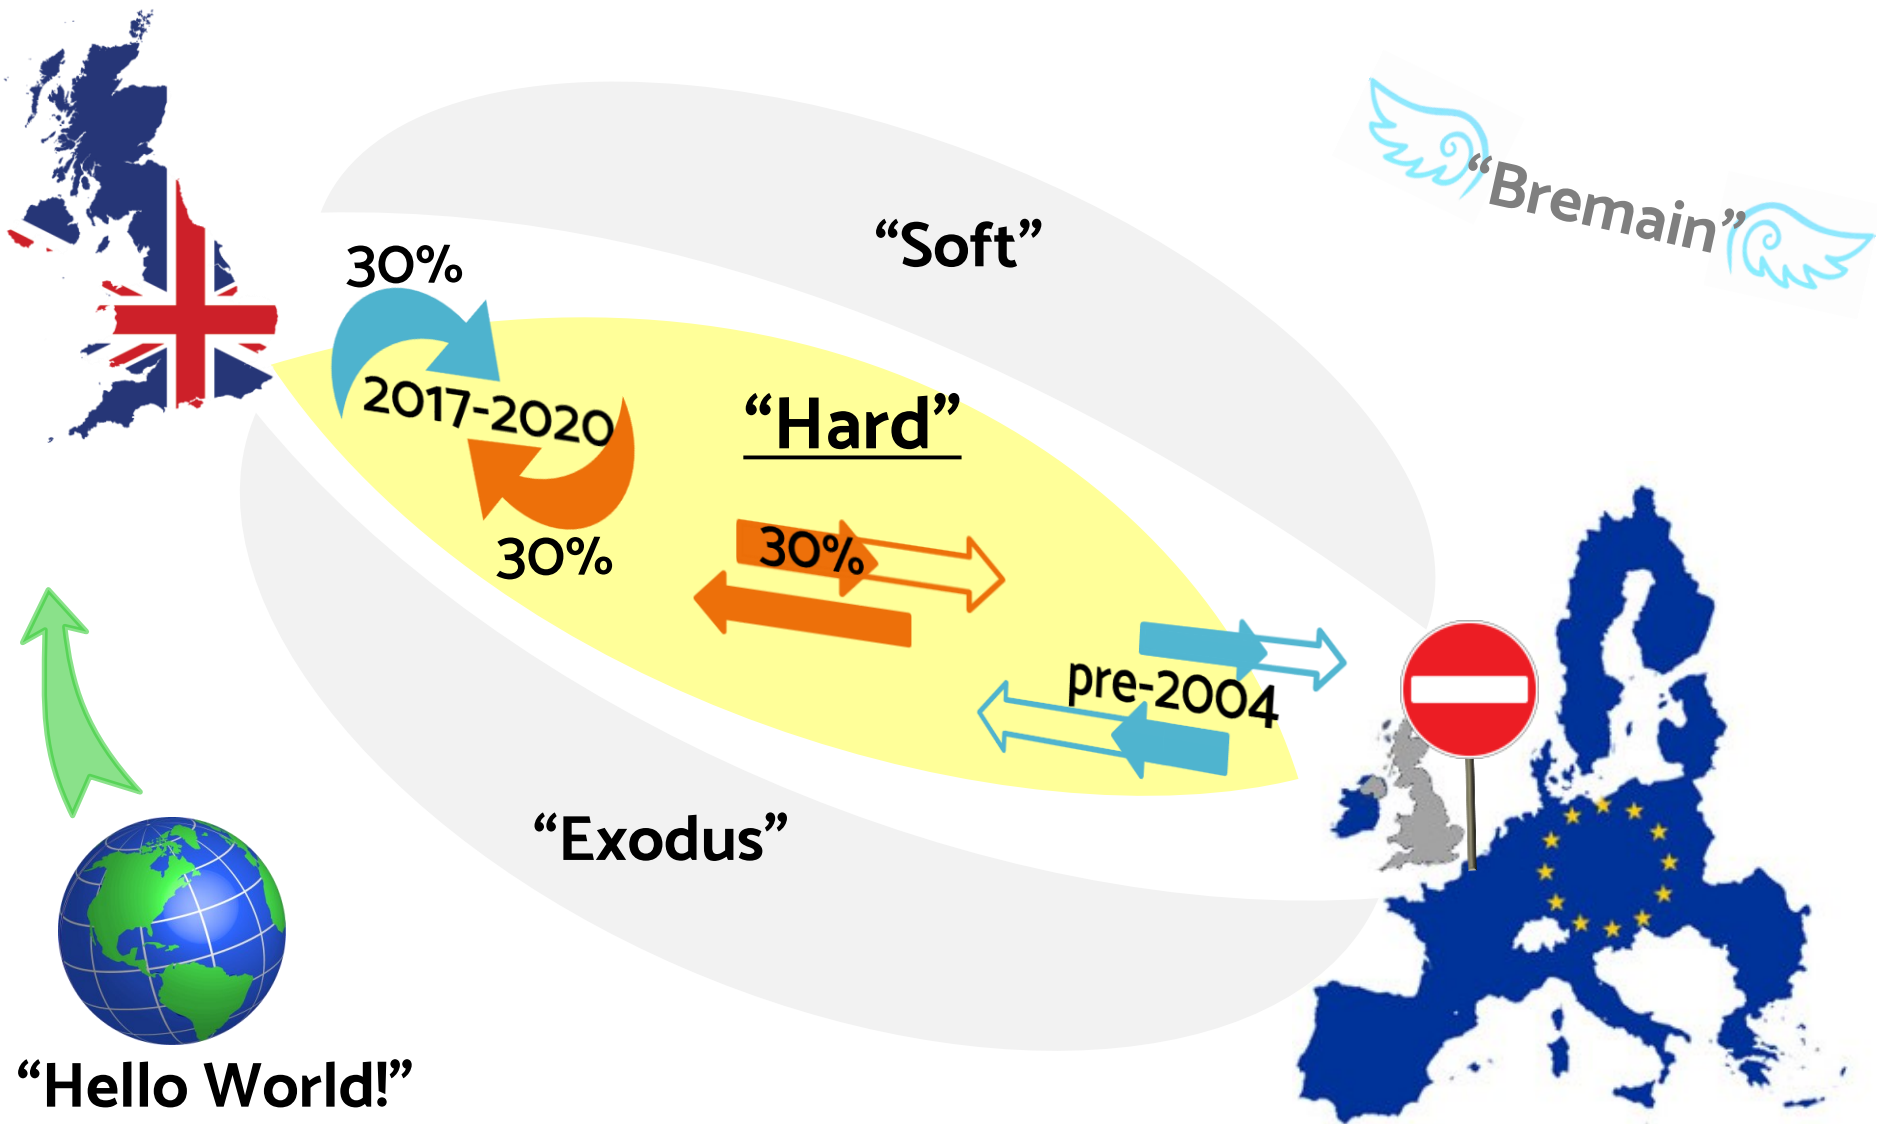 “Bremain”
“Soft”
30%
2017-2020
“Hard”
30%
30%
pre-2004
“Exodus”
“Hello World!”